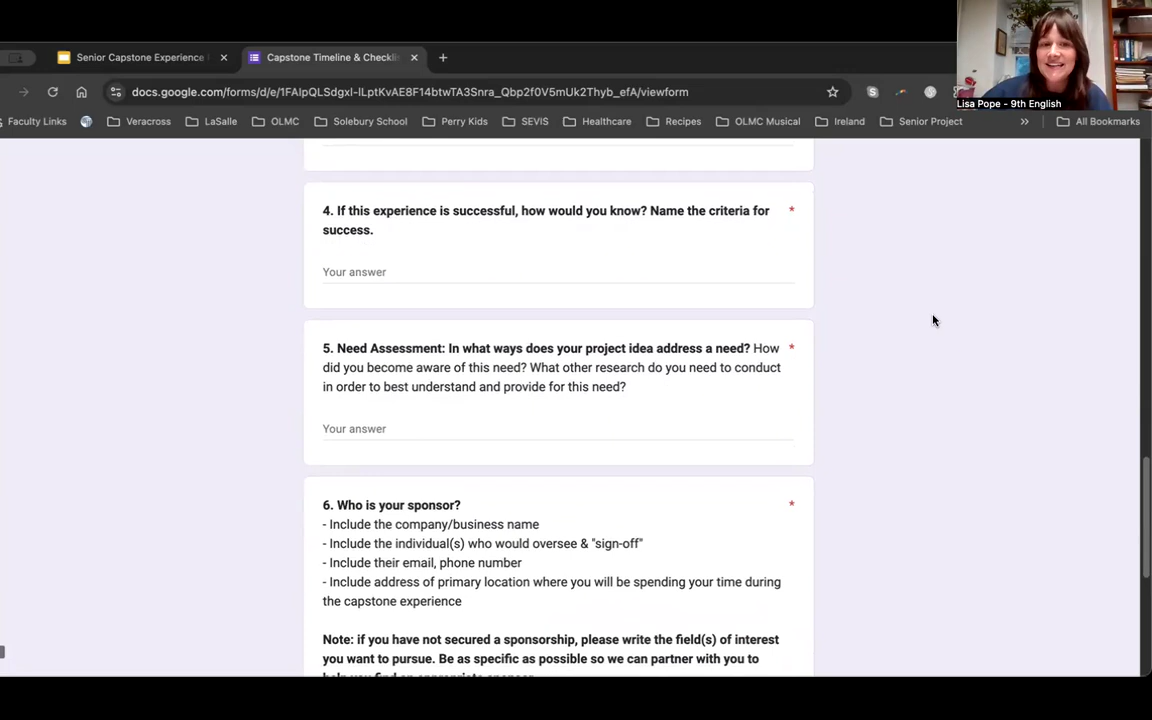 Senior Capstone Experience
Capstone Timeline & Checklis
docs.google.com/forms/d/e/1FAIpQLSdgxI-lLptKvAE8F14btwTA3Snra_Qbp2f0V5mUk2Thyb_efA/viewform
Lisa Pope - 9th English
Faculty Links Veracross LaSalle OLMC Solebury School Perry Kids SEVIS Healthcare Recipes OLMC Musical Ireland Senior Project » All Bookmarks
4. If this experience is successful, how would you know? Name the criteria for *
success.
Your answer
5. Need Assessment: In what ways does your project idea address a need? How *
did you become aware of this need? What other research do you need to conduct
in order to best understand and provide for this need?
Your answer
6. Who is your sponsor? *
- Include the company/business name
- Include the individual(s) who would oversee & "sign-off"
- Include their email, phone number
- Include address of primary location where you will be spending your time during
the capstone experience
Note: if you have not secured a sponsorship, please write the field(s) of interest
you want to pursue. Be as specific as possible so we can partner with you to